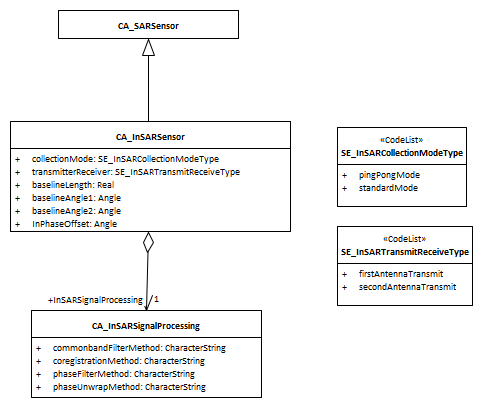 CA_SARSensor
CA_InSARSensor
+ collectionMode: SE_InSARCollectionModeType
+ transmitterReceiver: SE_InSARTransmitReceiveType
+ baselineLength: Real
+ baselineAngle1: Angle
+ baselineAngle2: Angle
+ InPhaseOffset: Angle
«CodeList»
SE_InSARCollectionModeType
+ pingPongMode
+ standardMode
«CodeList»
SE_InSARTransmitReceiveType
+ firstAntennaTransmit
+ secondAntennaTransmit
+InSARSignalProcessing 1
CA_InSARSignalProcessing
+ commonbandFilterMethod: CharacterString
+ coregistrationMethod: CharacterString
+ phaseFilterMethod: CharacterString
+ phaseUnwrapMethod: CharacterString